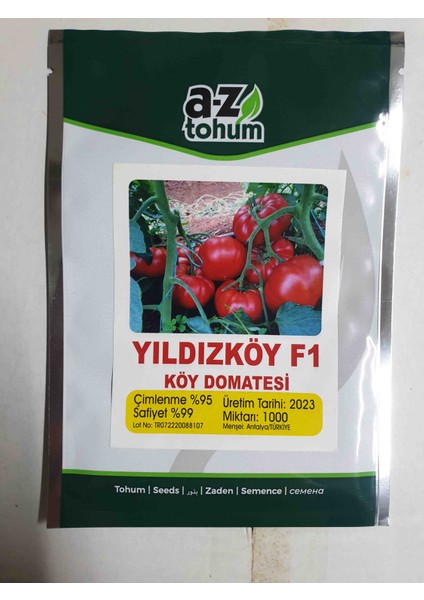 a-z
tohum
YILDIZKÖY F1
KÖY DOMATESİ
Çimlenme %95
Safiyet %99
Lot No: TR072220088107
Üretim Tarihi: 2023
Miktarı: 1000
Menşei: Antalya/TÜRKİYE
Tohum | Seeds | بذور | Zaden | Semence | семена